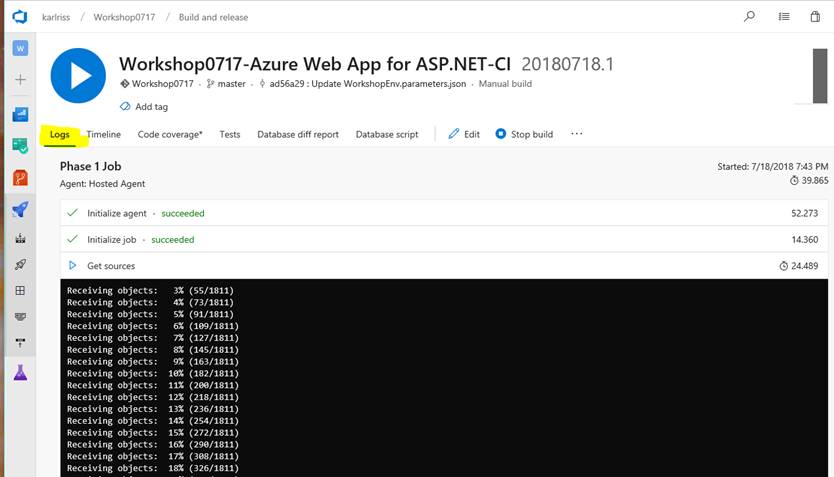 karlriss / Workshop0717 / Build and release
W
Workshop0717-Azure Web App for ASP.NET-CI 20180718.1
Workshop0717 · master · ad56a29 : Update WorkshopEnv.parameters.json · Manual build
Add tag
Logs Timeline Code coverage* Tests Database diff report Database script Edit Stop build ...
Phase 1 Job Started: 7/18/2018 7:43 PM
Agent: Hosted Agent 39.865
Initialize agent · succeeded 52.273
Initialize job · succeeded 14.360
Get sources 24.489
Receiving objects: 3% (55/1811)
Receiving objects: 4% (73/1811)
Receiving objects: 5% (91/1811)
Receiving objects: 6% (109/1811)
Receiving objects: 7% (127/1811)
Receiving objects: 8% (145/1811)
Receiving objects: 9% (163/1811)
Receiving objects: 10% (182/1811)
Receiving objects: 11% (200/1811)
Receiving objects: 12% (218/1811)
Receiving objects: 13% (236/1811)
Receiving objects: 14% (254/1811)
Receiving objects: 15% (272/1811)
Receiving objects: 16% (290/1811)
Receiving objects: 17% (308/1811)
Receiving objects: 18% (326/1811)